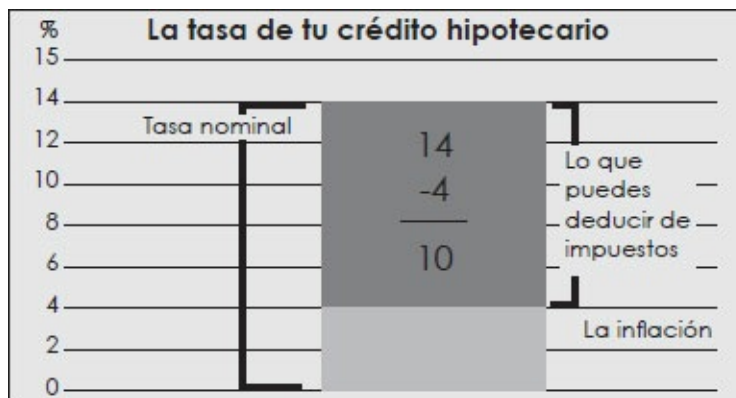 % La tasa de tu crédito hipotecario
15
14
Tasa nominal
12
14
-4
10
10
Lo que
puedes
deducir de
impuestos
8
6
4
La inflación
2
0